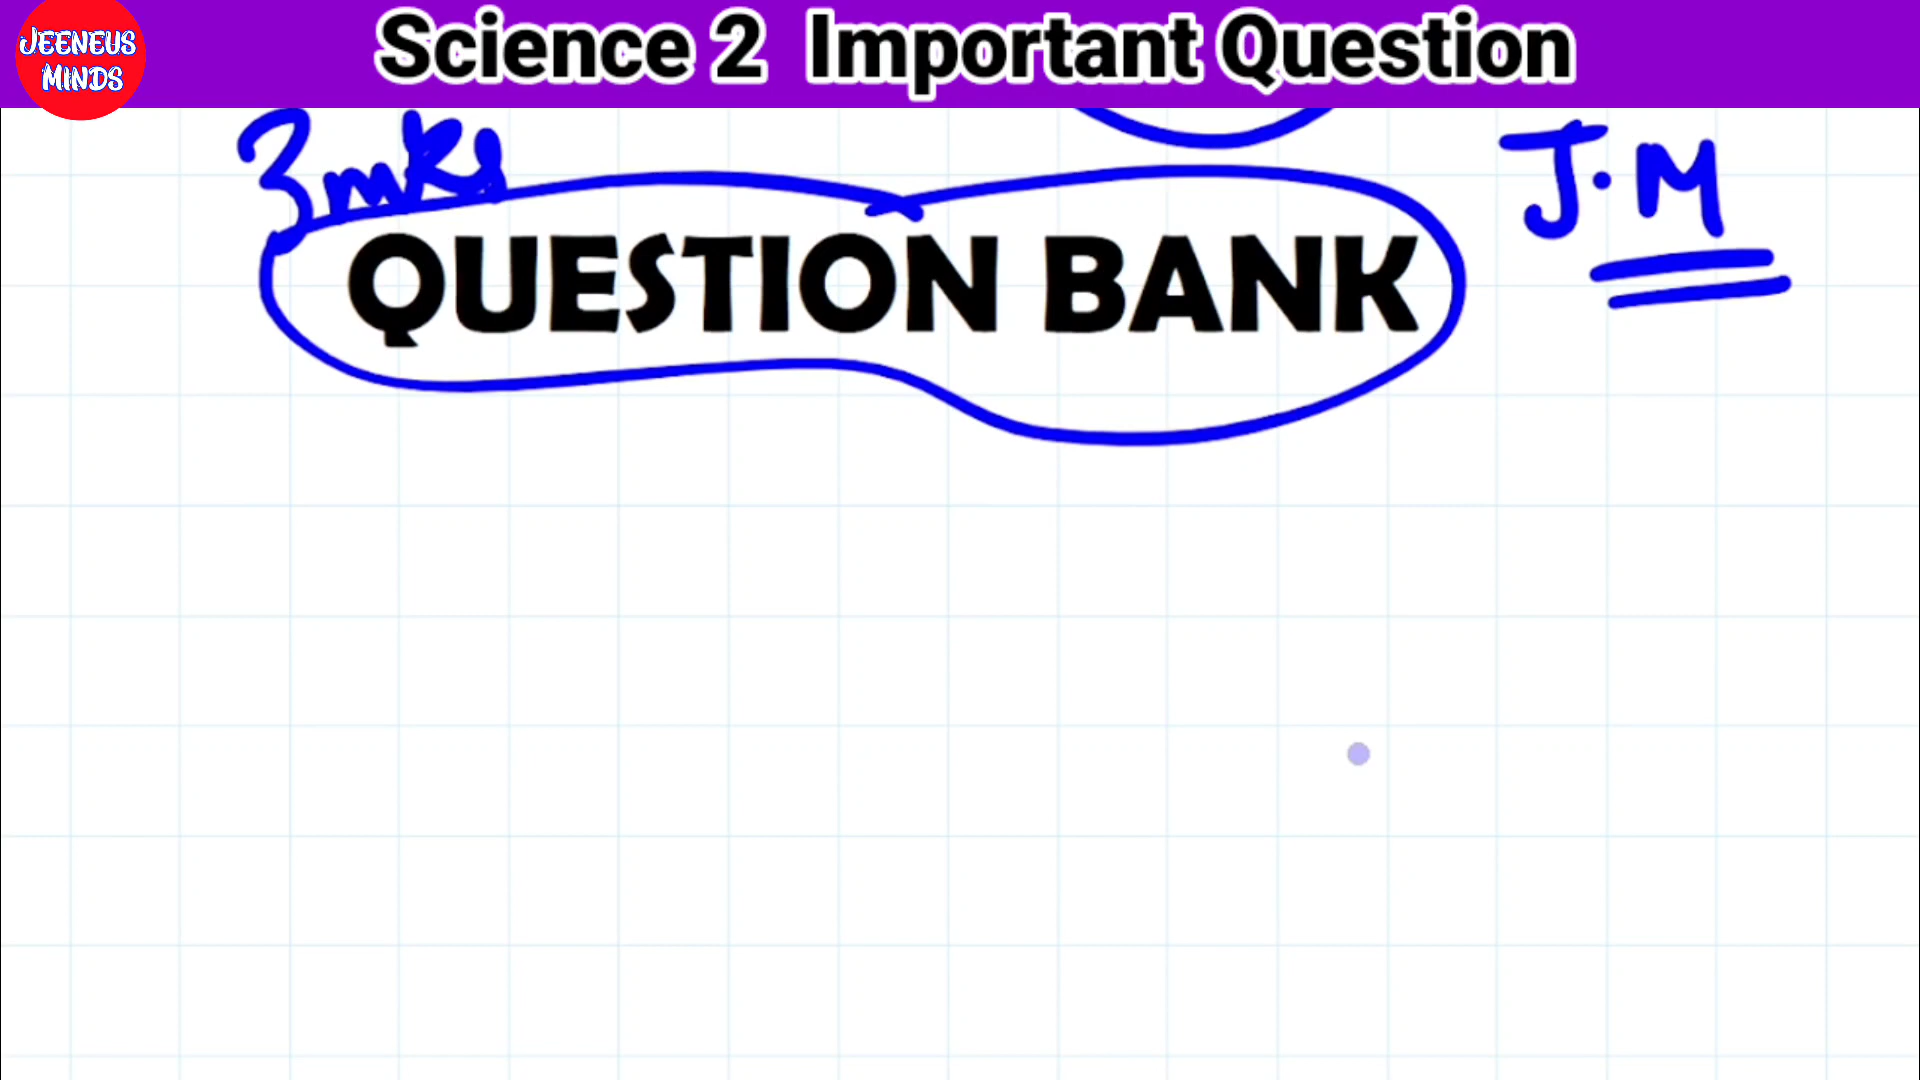 JEENEUS
MINDS
Science 2 Important Question
3mks
J.M
QUESTION BANK